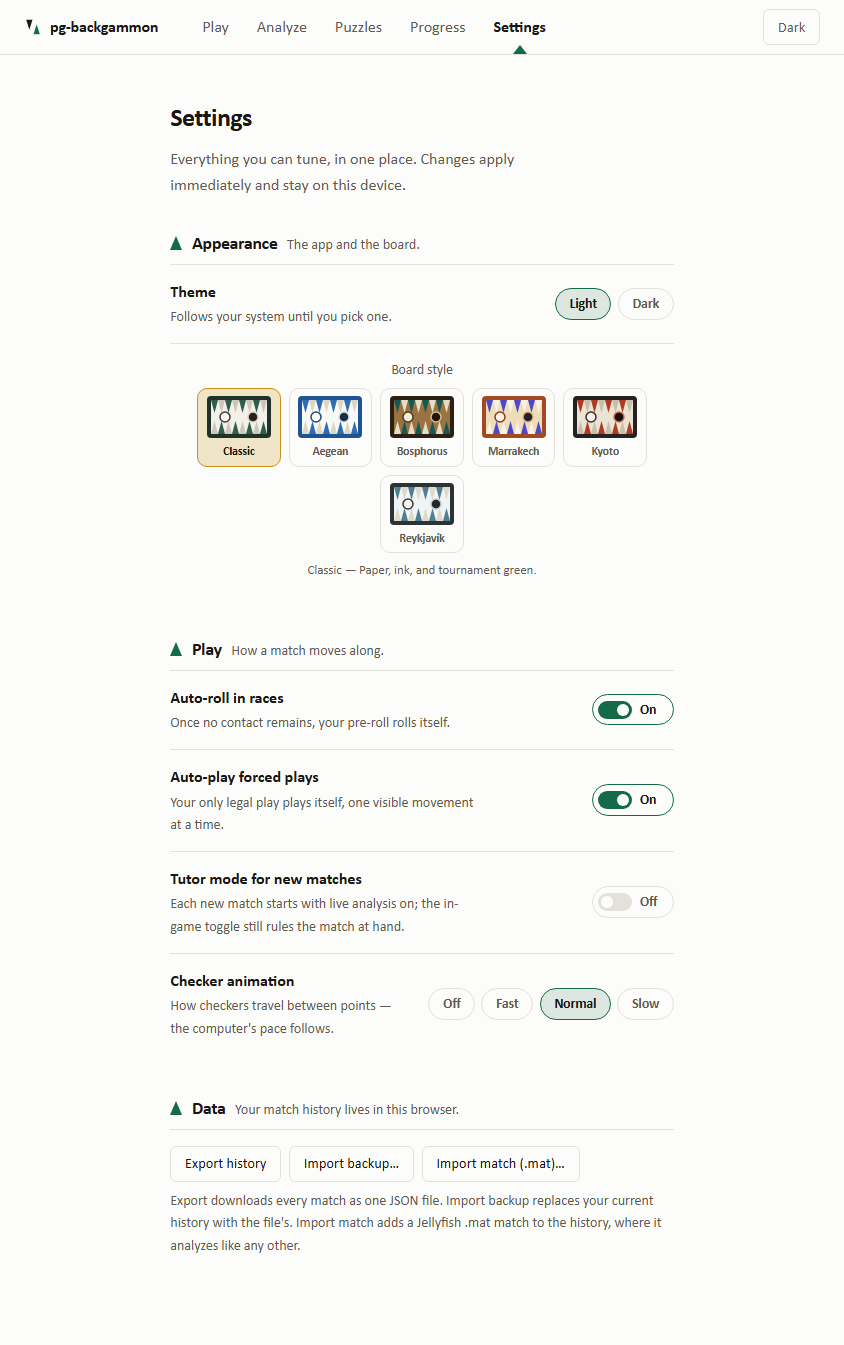 pg-backgammon Play Analyze Puzzles Progress Settings Dark
Settings
Everything you can tune, in one place. Changes apply
immediately and stay on this device.
Appearance The app and the board.
Theme
Follows your system until you pick one.
Light Dark
Board style
Classic Aegean Bosphorus Marrakech Kyoto
Reykjavík
Classic — Paper, ink, and tournament green.
Play How a match moves along.
Auto-roll in races
Once no contact remains, your pre-roll rolls itself.
On
Auto-play forced plays
Your only legal play plays itself, one visible movement
at a time.
On
Tutor mode for new matches
Each new match starts with live analysis on; the in-
game toggle still rules the match at hand.
Off
Checker animation
How checkers travel between points —
the computer's pace follows.
Off Fast Normal Slow
Data Your match history lives in this browser.
Export history Import backup... Import match (.mat)...
Export downloads every match as one JSON file. Import backup replaces your current
history with the file's. Import match adds a Jellyfish .mat match to the history, where it
analyzes like any other.